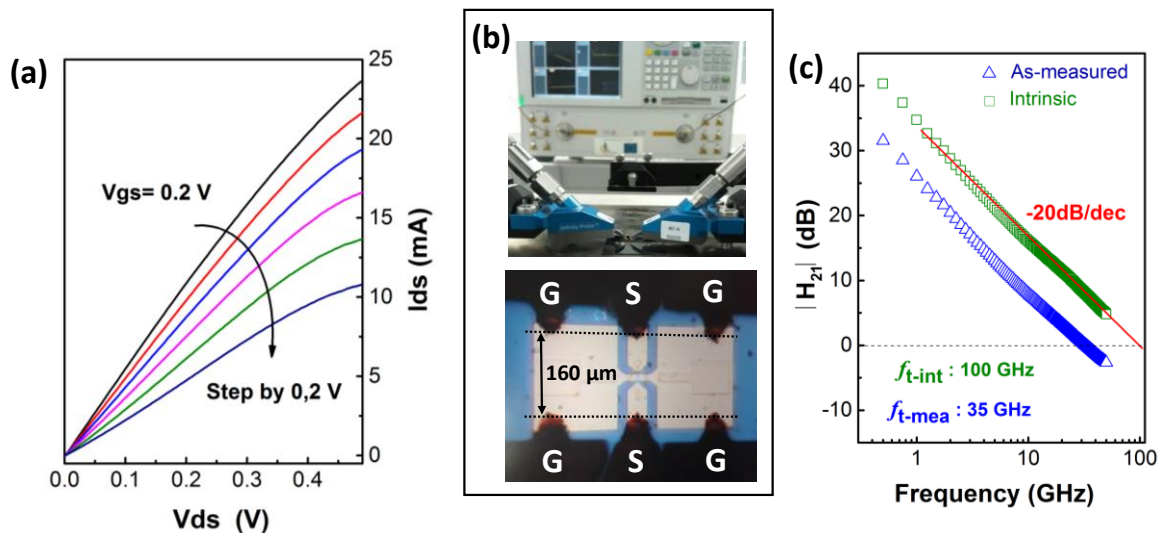 (a)
25
20
15
10
5
0
Ids (mA)
Vgs= 0.2 V
Step by 0,2 V
0.0 0.1 0.2 0.3 0.4
Vds (V)
(b)
G S G
160 µm
G S G
(c)
40
30
20
10
0
-10
| H21| (dB)
As-measured
Intrinsic
-20dB/dec
ft-int : 100 GHz
ft-mea : 35 GHz
1 10 100
Frequency (GHz)